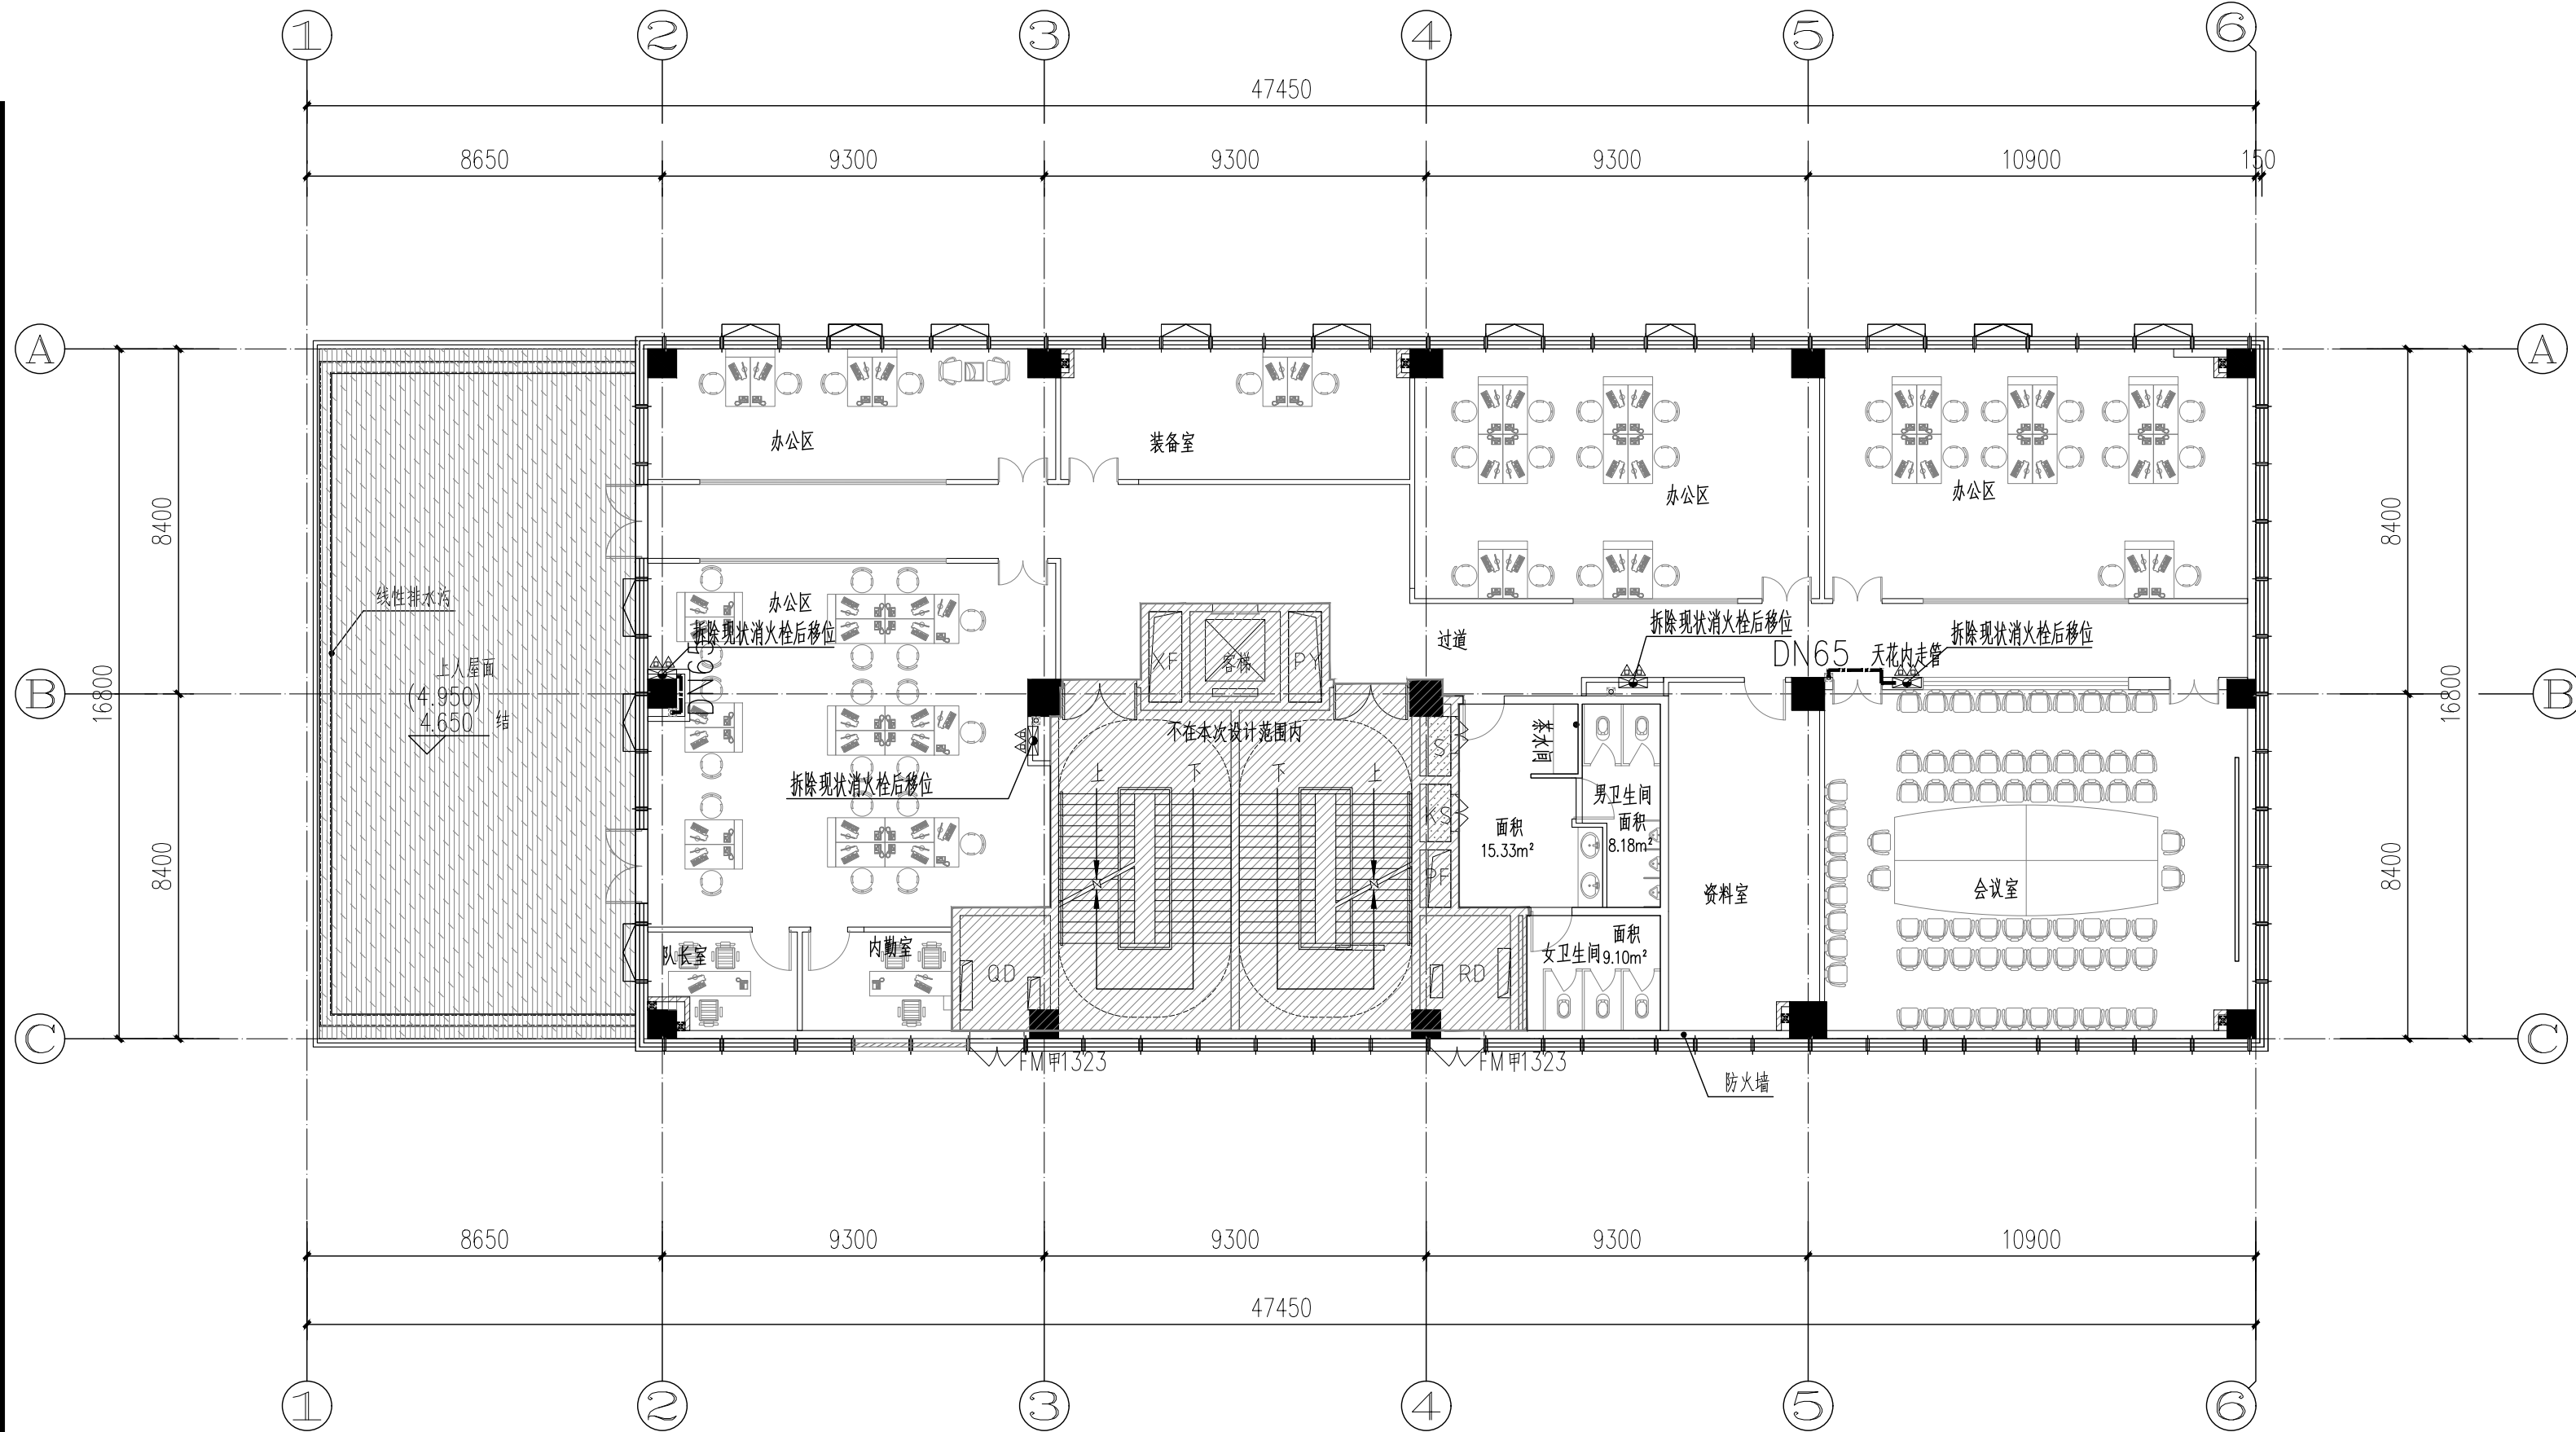 1 2 3 4 5 6
47450
8650 9300 9300 9300 10900 150
A A
办公区
装备室
办公区
办公区
8400 8400
线性排水沟
办公区
拆除现状消火栓后移位
DN65
过道
拆除现状消火栓后移位
DN65
天花内走管
拆除现状消火栓后移位
XF
客梯
PY
上人屋面
(4.950)
4.650 结
B B
16800 16800
不在本次设计范围内
拆除现状消火栓后移位
上 下 下 上
茶水间
KS
PF
男卫生间
面积
8.18m²
面积
15.33m²
8400 8400
资料室
会议室
队长室
内勤室
QD
RD
女卫生间
面积
9.10m²
C C
FM甲1323
FM甲1323
防火墙
8650 9300 9300 9300 10900
47450
1 2 3 4 5 6